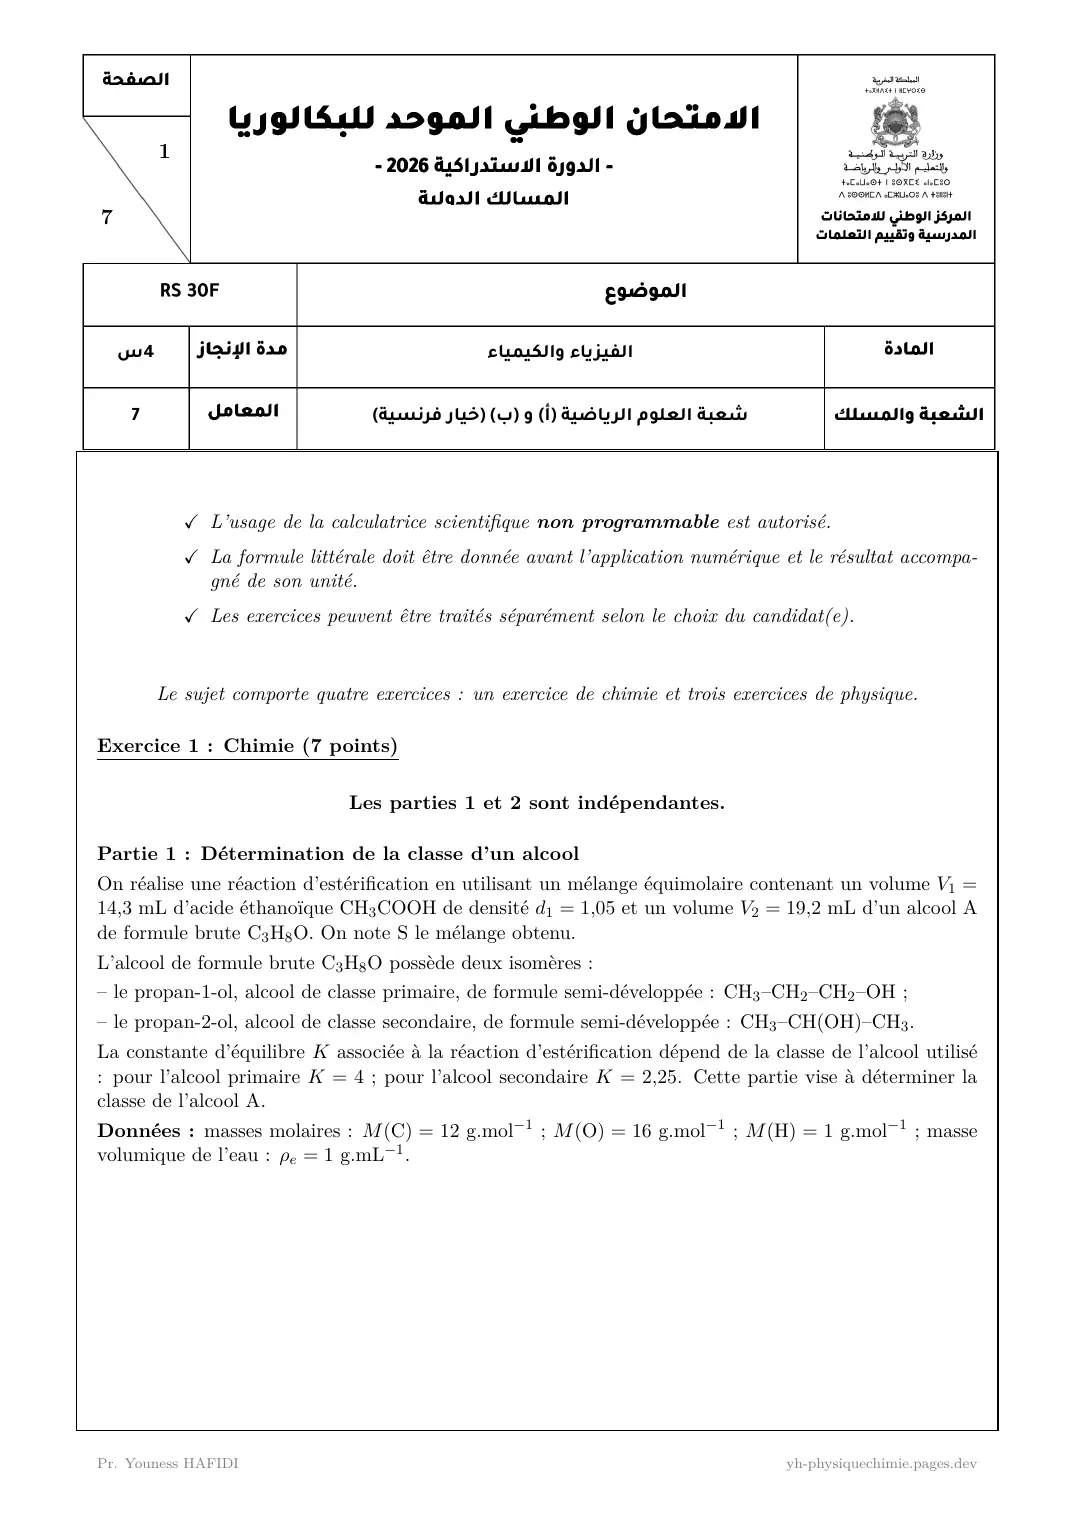 الصفحة
1
7
الامتحان الوطني الموحد للبكالوريا
- الدورة الاستدراكية 2026 -
المسالك الدولية
المملكة المغربية
وزارة التربية الوطنية
والتعليم الأولي والرياضة
المركز الوطني للامتحانات
المدرسية وتقييم التعلمات
RS 30F
الموضوع
4س
مدة الإنجاز
الفيزياء والكيمياء
المادة
7
المعامل
شعبة العلوم الرياضية (أ) و (ب) (خيار فرنسية)
الشعبة والمسلك
✓ L'usage de la calculatrice scientifique non programmable est autorisé.
✓ La formule littérale doit être donnée avant l'application numérique et le résultat accompa-
gné de son unité.
✓ Les exercices peuvent être traités séparément selon le choix du candidat(e).
Le sujet comporte quatre exercices : un exercice de chimie et trois exercices de physique.
Exercice 1 : Chimie (7 points)
Les parties 1 et 2 sont indépendantes.
Partie 1 : Détermination de la classe d'un alcool
On réalise une réaction d'estérification en utilisant un mélange équimolaire contenant un volume V₁ =
14,3 mL d'acide éthanoïque CH₃COOH de densité d₁ = 1,05 et un volume V₂ = 19,2 mL d'un alcool A
de formule brute C₃H₈O. On note S le mélange obtenu.
L'alcool de formule brute C₃H₈O possède deux isomères :
– le propan-1-ol, alcool de classe primaire, de formule semi-développée : CH₃–CH₂–CH₂–OH ;
– le propan-2-ol, alcool de classe secondaire, de formule semi-développée : CH₃–CH(OH)–CH₃.
La constante d'équilibre K associée à la réaction d'estérification dépend de la classe de l'alcool utilisé
: pour l'alcool primaire K = 4 ; pour l'alcool secondaire K = 2,25. Cette partie vise à déterminer la
classe de l'alcool A.
Données : masses molaires : M(C) = 12 g.mol⁻¹ ; M(O) = 16 g.mol⁻¹ ; M(H) = 1 g.mol⁻¹ ; masse
volumique de l'eau : ρₑ = 1 g.mL⁻¹.
Pr. Youness HAFIDI
yh-physiquechimie.pages.dev